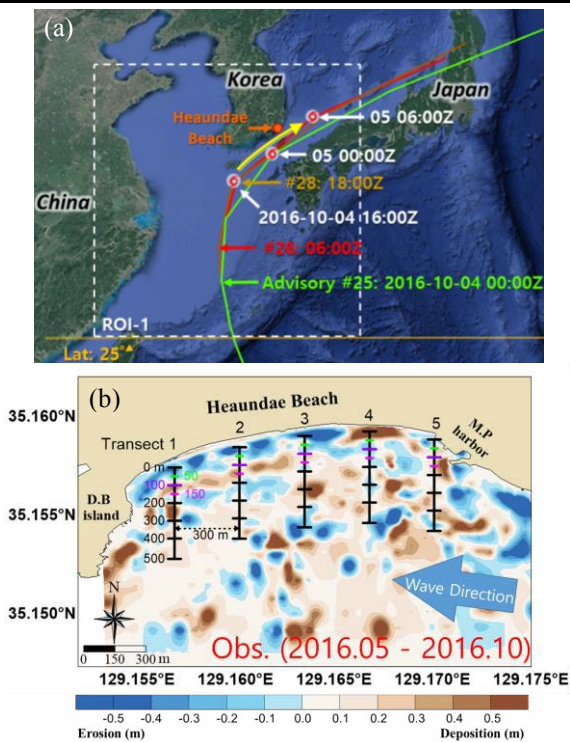 (a)
Korea
Japan
Heaundae
Beach
05 06:00Z
05 00:00Z
China
#28: 18:00Z
2016-10-04 16:00Z
#26: 06:00Z
Advisory #25: 2016-10-04 00:00Z
ROI-1
Lat: 25°
(b)
Heaundae Beach
35.160°N
35.155°N
35.150°N
Transect 1
2
3
4
5
M.P
harbor
0 m
50
100
150
200
300
400
500
D.B
island
300 m
Wave Direction
N
0 150 300 m
Obs. (2016.05 - 2016.10)
129.155°E 129.160°E 129.165°E 129.170°E 129.175°E
-0.5 -0.4 -0.3 -0.2 -0.1 0.0 0.1 0.2 0.3 0.4 0.5
Erosion (m) Deposition (m)